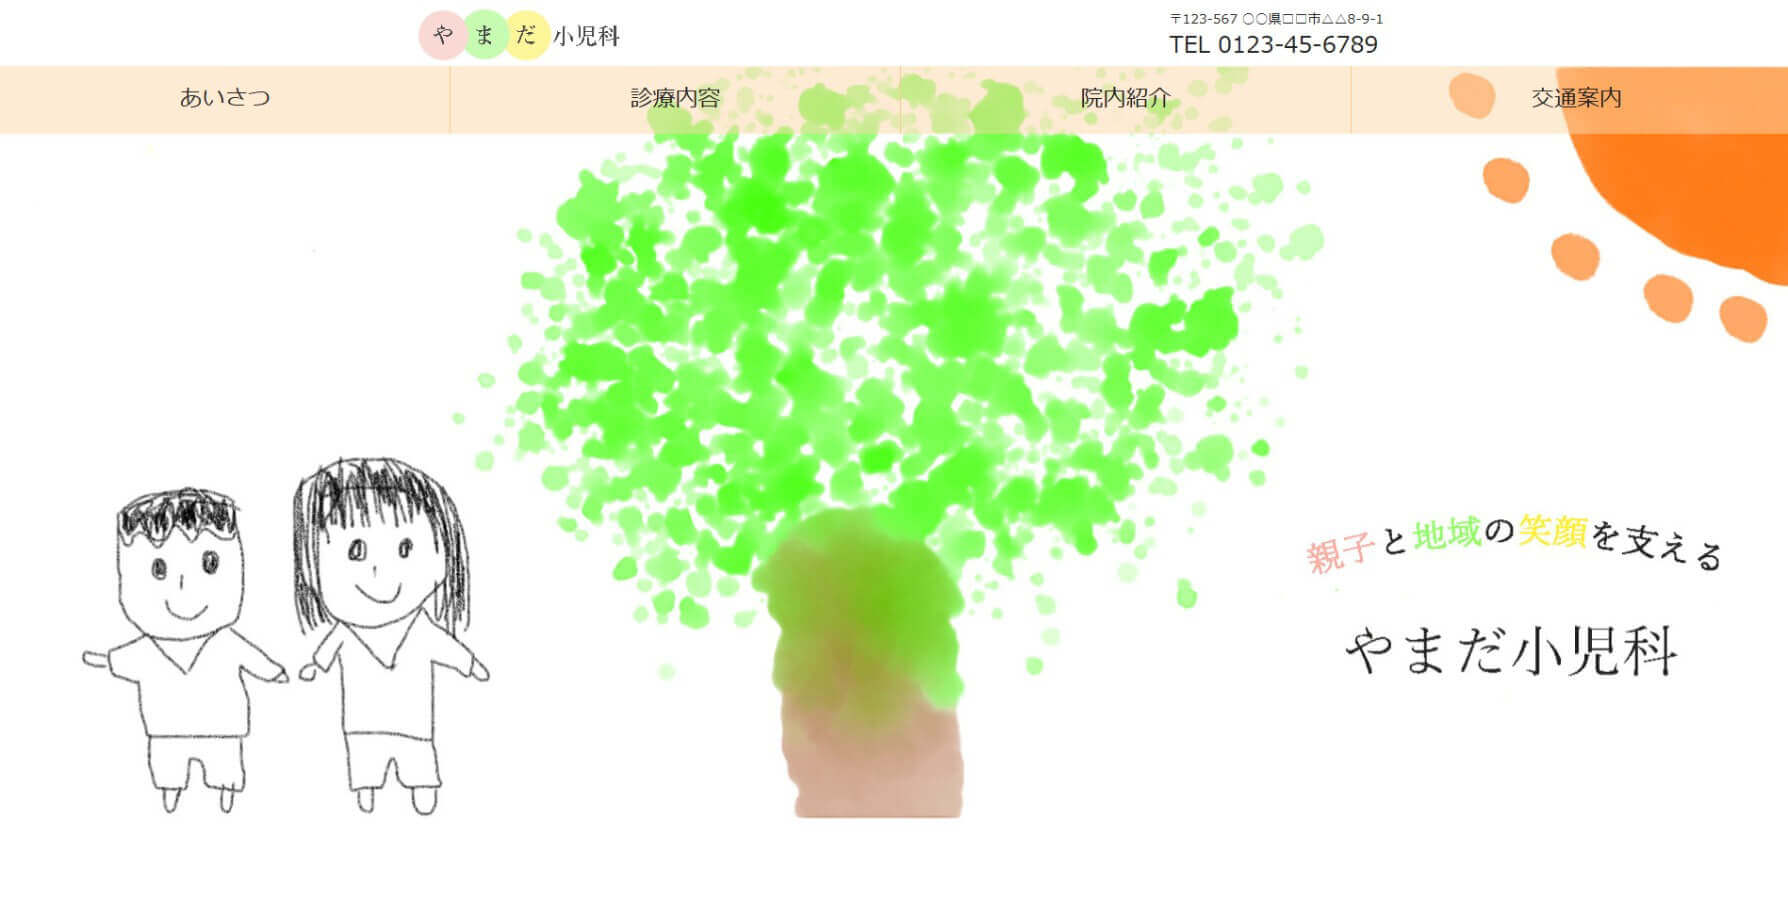 やまだ小児科
〒123-567 〇〇県□□市△△8-9-1
TEL 0123-45-6789
あいさつ
診療内容
院内紹介
交通案内
親子と地域の笑顔を支える
やまだ小児科